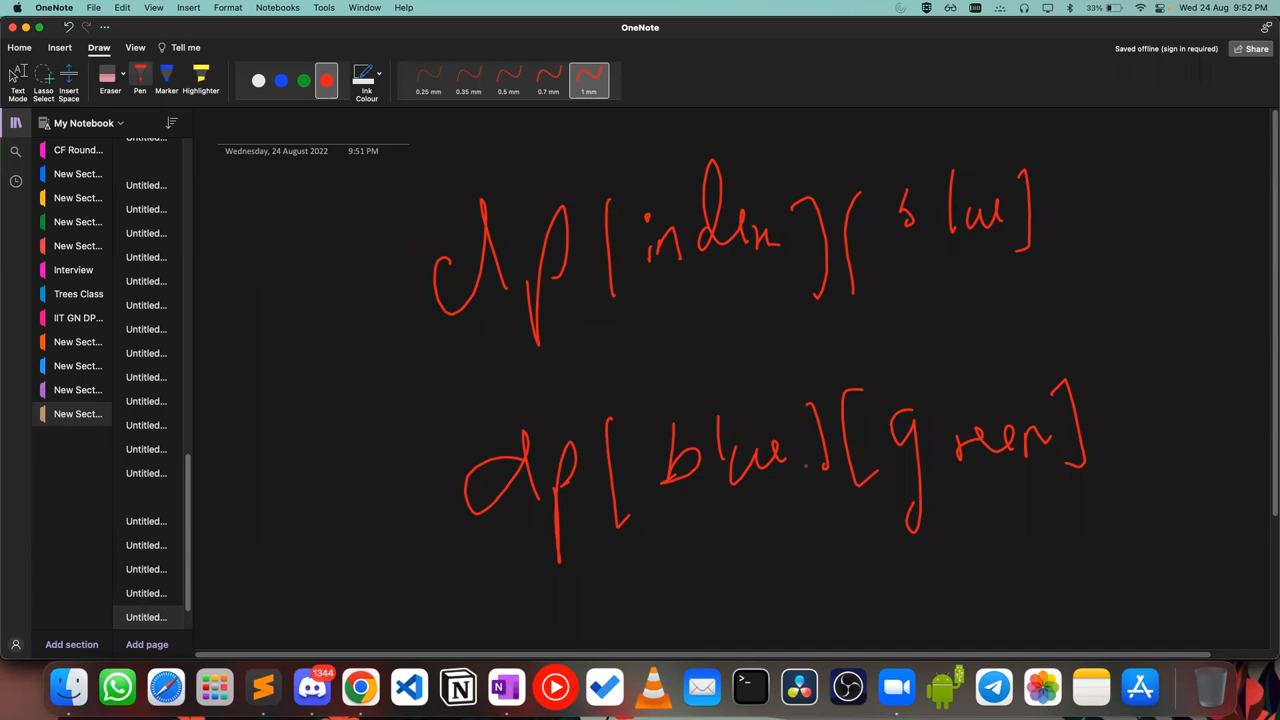 OneNote File Edit View Insert Format Notebooks Tools Window Help 33% Wed 24 Aug 9:52 PM
OneNote
Home Insert Draw View Tell me Saved offline (sign in required) Share
Text Mode Lasso Select Insert Space Eraser Pen Marker Highlighter Ink Colour 0.25 mm 0.35 mm 0.5 mm 0.7 mm 1 mm
My Notebook
Wednesday, 24 August 2022 9:51 PM
Untitled...
CF Round...
New Sect...
Untitled...
New Sect...
Untitled...
New Sect...
Untitled...
New Sect...
Untitled...
Interview
Untitled...
Trees Class
Untitled...
IIT GN DP...
Untitled...
New Sect...
Untitled...
New Sect...
Untitled...
New Sect...
Untitled...
New Sect...
Untitled...
Untitled...
Untitled...
Untitled...
Untitled...
Untitled...
Untitled...
Untitled...
dp[index][blue]
dp[blue][green]
Add section Add page
1344